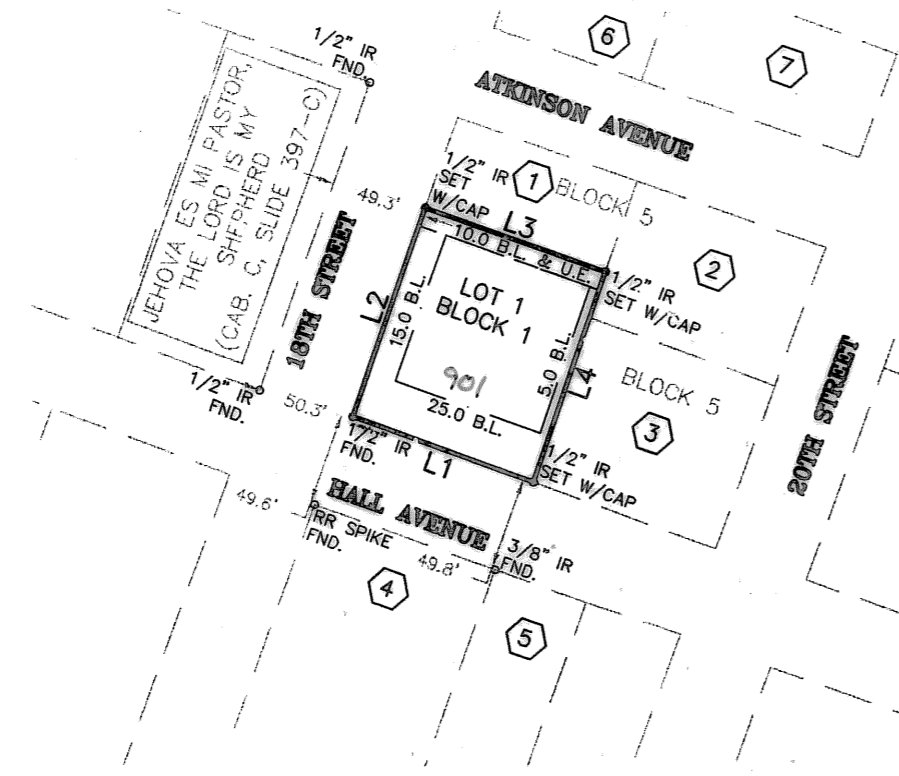 6
7
1/2" IR
FND.
ATKINSON AVENUE
JEHOVA ES MI PASTOR,
THE LORD IS MY
SHEPHERD
(CAB. C, SLIDE 397-C)
1/2" IR
SET
W/CAP
1
BLOCK 5
49.3'
L3
10.0 B.L. & U.E.
2
1/2" IR
SET W/CAP
18TH STREET
L2
15.0 B.L.
LOT 1
BLOCK 1
901
5.0 B.L.
L4
25.0 B.L.
BLOCK 5
3
20TH STREET
1/2" IR
FND.
50.3'
1/2" IR
FND.
L1
1/2" IR
SET W/CAP
HALL AVENUE
49.6'
RR SPIKE
FND.
49.8'
3/8" IR
FND.
4
5